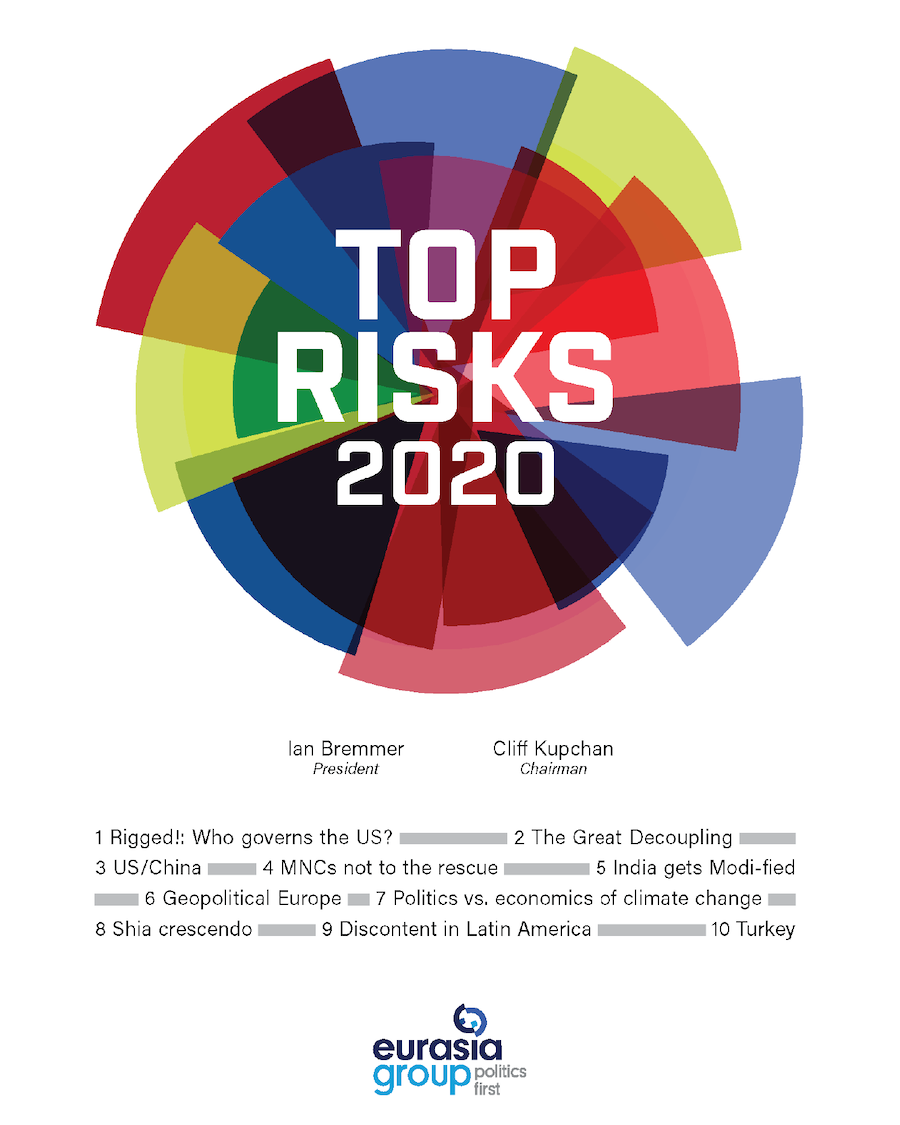 TOP
RISKS
2020
Ian Bremmer
President
Cliff Kupchan
Chairman
1 Rigged!: Who governs the US? 2 The Great Decoupling
3 US/China 4 MNCs not to the rescue 5 India gets Modi-fied
6 Geopolitical Europe 7 Politics vs. economics of climate change
8 Shia crescendo 9 Discontent in Latin America 10 Turkey
eurasia
group politics
first